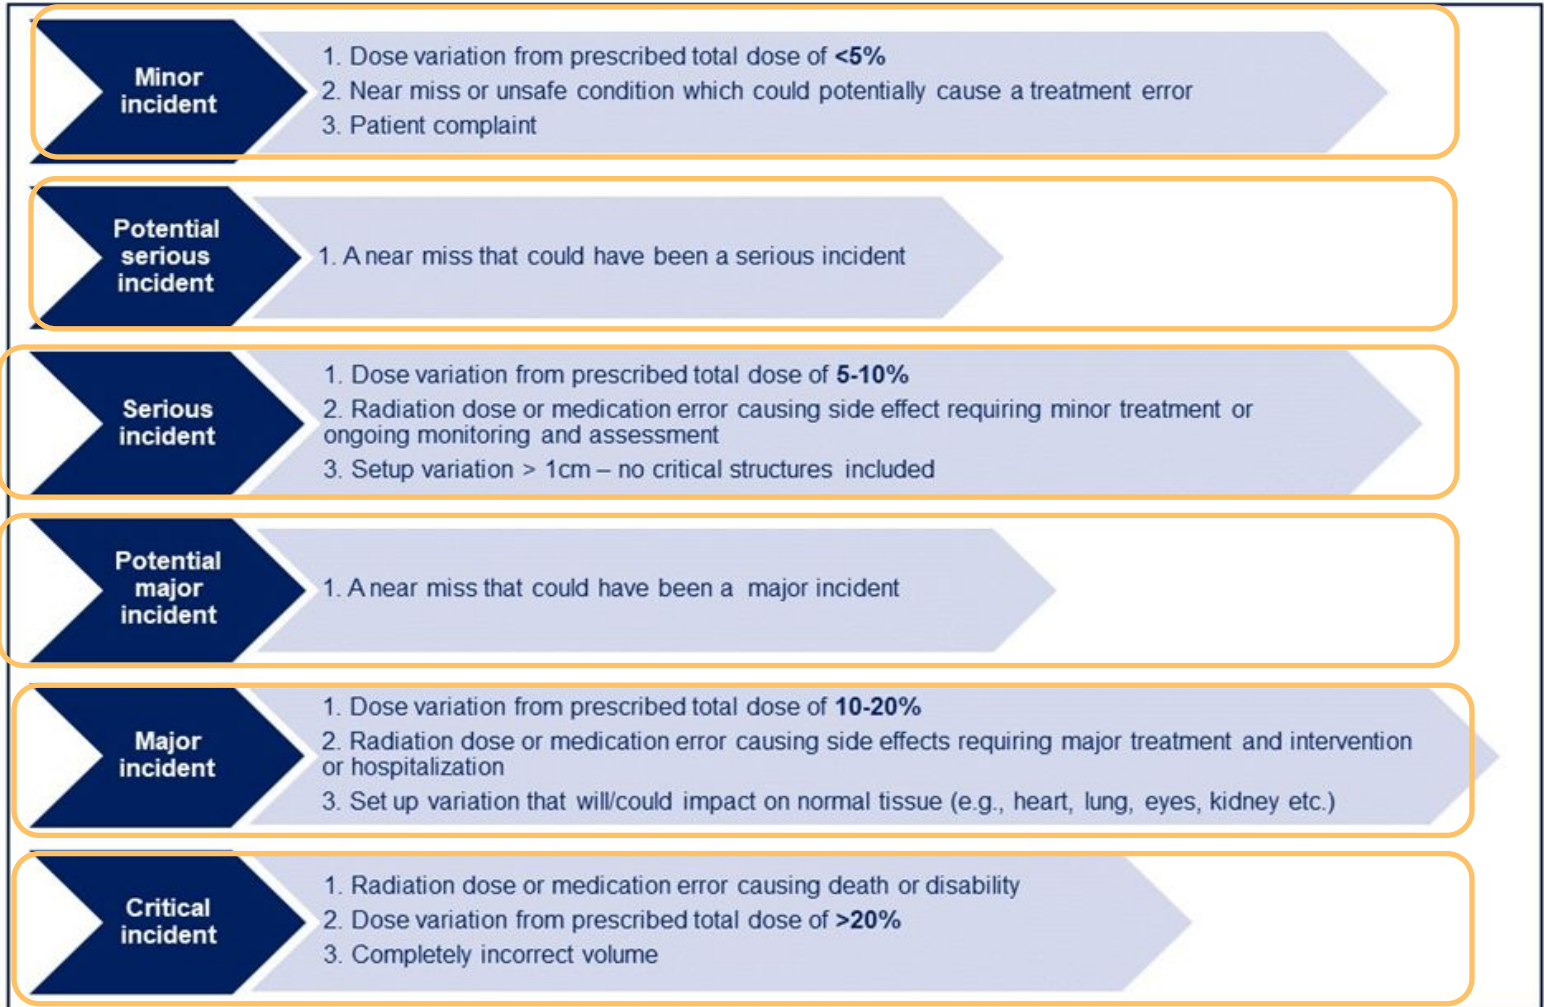 Minor
incident
1. Dose variation from prescribed total dose of <5%
2. Near miss or unsafe condition which could potentially cause a treatment error
3. Patient complaint
Potential
serious
incident
1. A near miss that could have been a serious incident
Serious
incident
1. Dose variation from prescribed total dose of 5-10%
2. Radiation dose or medication error causing side effect requiring minor treatment or
ongoing monitoring and assessment
3. Setup variation > 1cm – no critical structures included
Potential
major
incident
1. A near miss that could have been a major incident
Major
incident
1. Dose variation from prescribed total dose of 10-20%
2. Radiation dose or medication error causing side effects requiring major treatment and intervention
or hospitalization
3. Set up variation that will/could impact on normal tissue (e.g., heart, lung, eyes, kidney etc.)
Critical
incident
1. Radiation dose or medication error causing death or disability
2. Dose variation from prescribed total dose of >20%
3. Completely incorrect volume